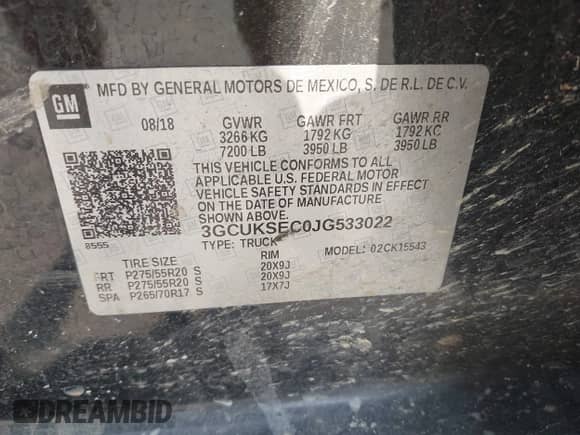 GM
MFD BY GENERAL MOTORS DE MEXICO, S. DE R.L. DE C.V.
08/18 GVWR GAWR FRT GAWR RR
3266 KG 1792 KG 1792 KG
7200 LB 3950 LB 3950 LB
THIS VEHICLE CONFORMS TO ALL
APPLICABLE U.S. FEDERAL MOTOR
VEHICLE SAFETY STANDARDS IN EFFECT
ON THE DATE OF MANUFACTURE
SHOWN ABOVE.
3GCUKSEC0JG533022
8555 TYPE: TRUCK MODEL: 02CK15543
TIRE SIZE RIM
FRT P275/55R20 S 20X9J
RR P275/55R20 S 20X9J
SPA P265/70R17 S 17X7J
DREAMBID